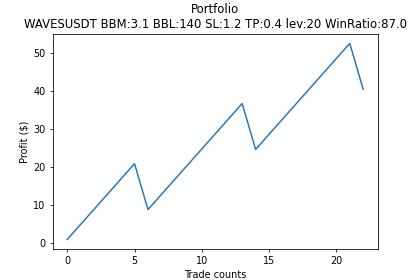 Portfolio
WAVESUSDT BBM:3.1 BBL:140 SL:1.2 TP:0.4 lev:20 WinRatio:87.0
Profit ($)
50
40
30
20
10
0
0 5 10 15 20
Trade counts